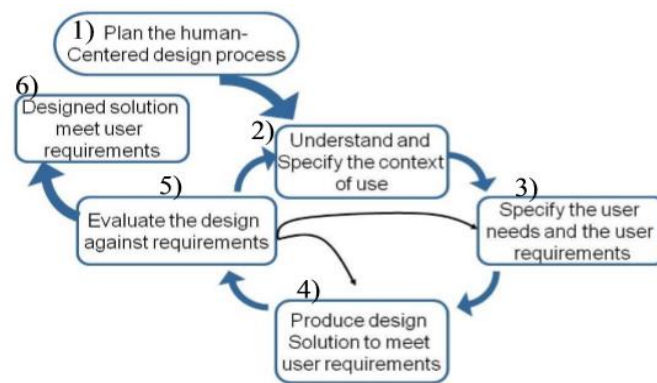 1) Plan the human-
Centered design process
6)
Designed solution
meet user
requirements
2) Understand and
Specify the context
of use
5)
Evaluate the design
against requirements
3)
Specify the user
needs and the user
requirements
4)
Produce design
Solution to meet
user requirements